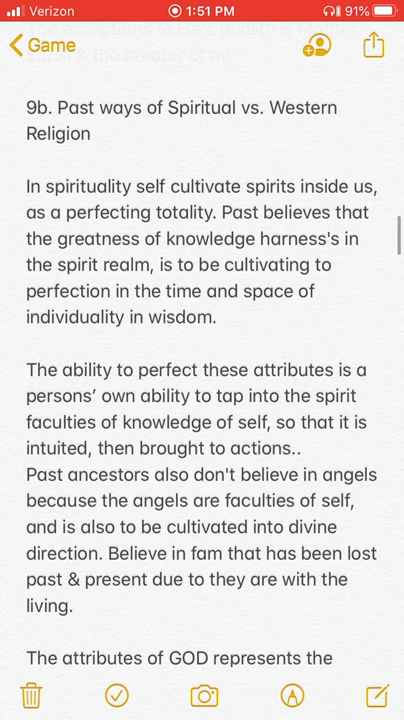 Verizon
1:51 PM
91%
Game
9b. Past ways of Spiritual vs. Western
Religion
In spirituality self cultivate spirits inside us,
as a perfecting totality. Past believes that
the greatness of knowledge harness's in
the spirit realm, is to be cultivating to
perfection in the time and space of
individuality in wisdom.
The ability to perfect these attributes is a
persons’ own ability to tap into the spirit
faculties of knowledge of self, so that it is
intuited, then brought to actions..
Past ancestors also don't believe in angels
because the angels are faculties of self,
and is also to be cultivated into divine
direction. Believe in fam that has been lost
past & present due to they are with the
living.
The attributes of GOD represents the